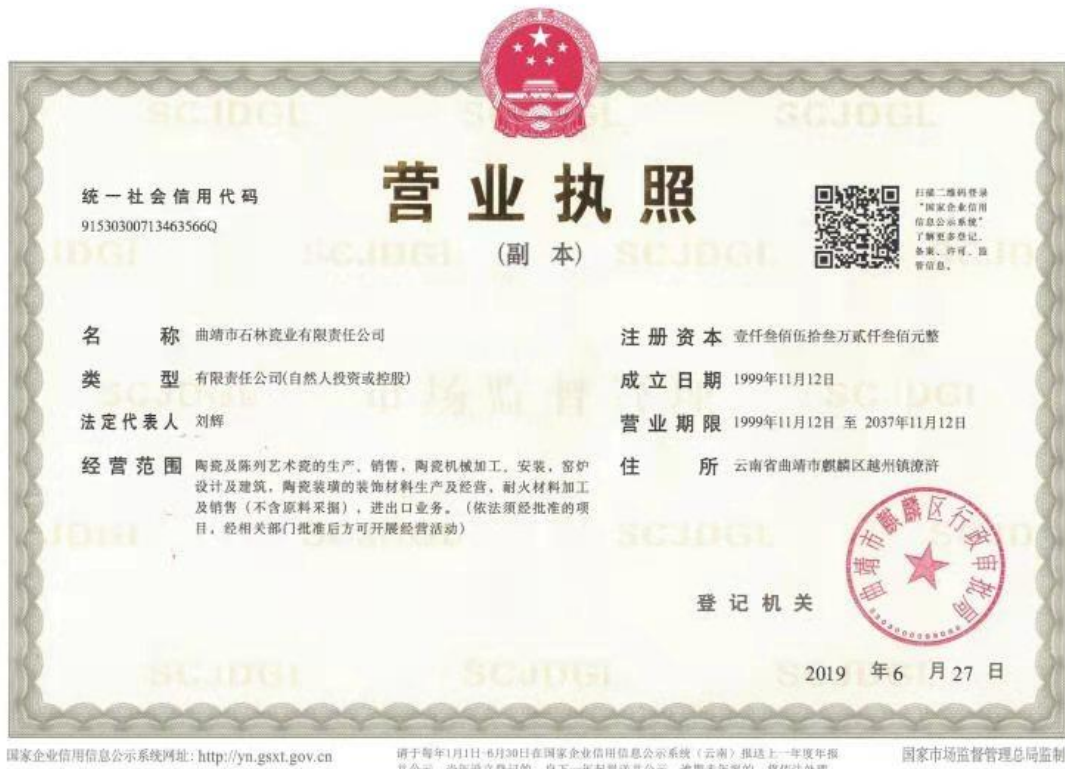 营业执照
(副 本)
统一社会信用代码
91530300713463566Q
扫描二维码登录
“国家企业信用
信息公示系统”
了解更多登记、
备案、许可、监
管信息。
名 称 曲靖市石林瓷业有限责任公司
类 型 有限责任公司(自然人投资或控股)
法定代表人 刘辉
经营范围 陶瓷及陈列艺术瓷的生产、销售，陶瓷机械加工、安装，窑炉
设计及建筑，陶瓷装璜的装饰材料生产及经营，耐火材料加工
及销售（不含原料采掘），进出口业务。（依法须经批准的项
目，经相关部门批准后方可开展经营活动）
注册资本 壹仟叁佰伍拾叁万贰仟叁佰元整
成立日期 1999年11月12日
营业期限 1999年11月12日 至 2037年11月12日
住 所 云南省曲靖市麒麟区越州镇潦浒
曲靖市麒麟区行政审批局
登记机关
2019 年 6 月 27 日
国家企业信用信息公示系统网址: http://yn.gsxt.gov.cn
请于每年1月1日-6月30日在国家企业信用信息公示系统（云南）报送上一年度年报
国家市场监督管理总局监制
SCJDGL
市场监督管理